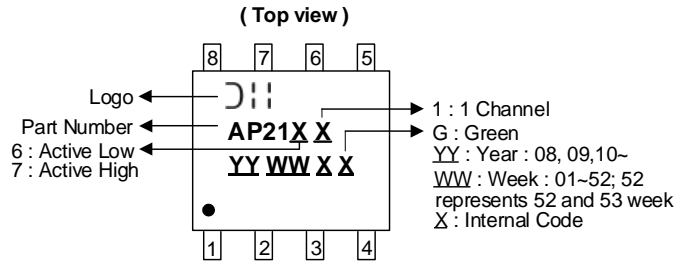 ( Top view )
8 7 6 5
Logo
Part Number
6 : Active Low
7 : Active High
AP21X X
YY WW X X
1 : 1 Channel
G : Green
YY : Year : 08, 09,10~
WW : Week : 01~52; 52
represents 52 and 53 week
X : Internal Code
1 2 3 4